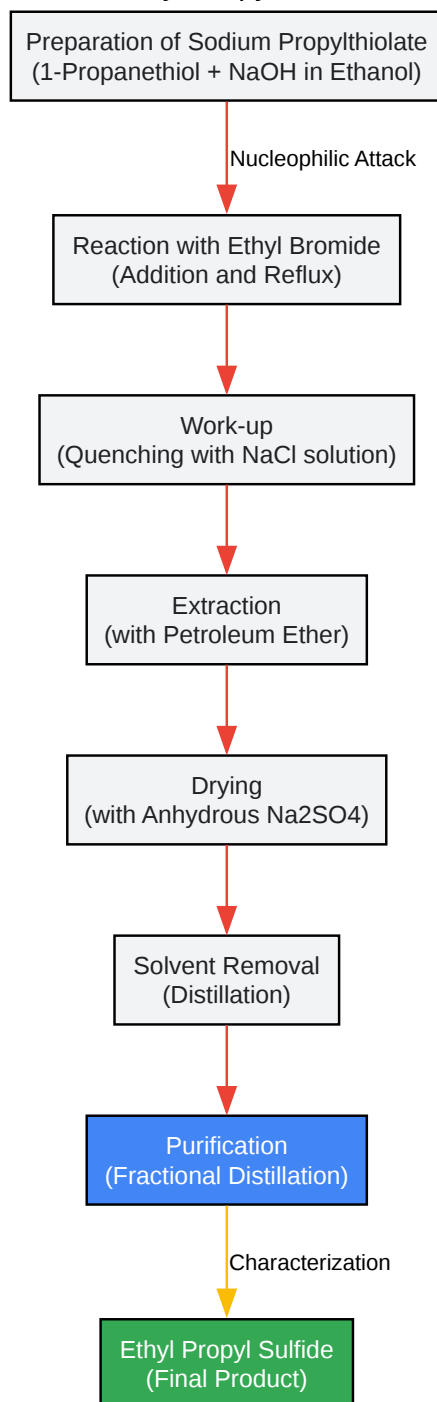 Preparation of Sodium Propylthiolate
(1-Propanethiol + NaOH in Ethanol)
Nucleophilic Attack
Reaction with Ethyl Bromide
(Addition and Reflux)
Work-up
(Quenching with NaCl solution)
Extraction
(with Petroleum Ether)
Drying
(with Anhydrous Na2SO4)
Solvent Removal
(Distillation)
Purification
(Fractional Distillation)
Characterization
Ethyl Propyl Sulfide
(Final Product)